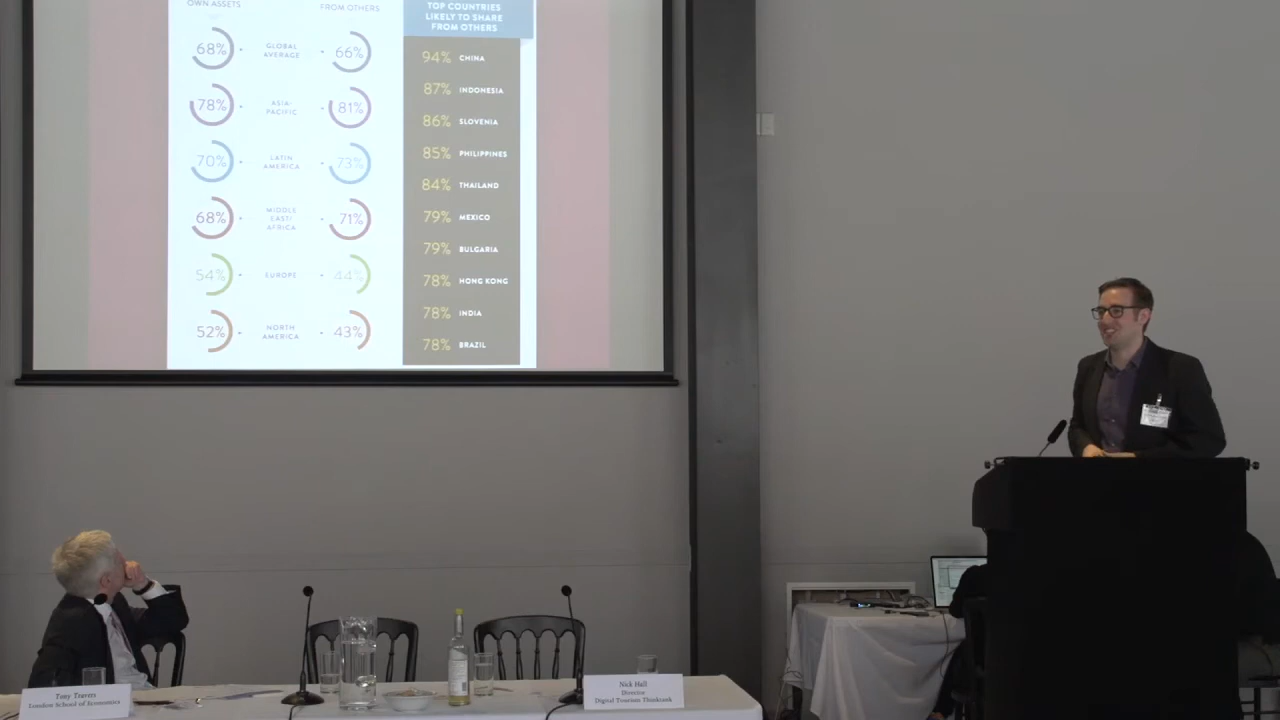 OWN ASSETS
FROM OTHERS
68%
GLOBAL
AVERAGE
66%
78%
ASIA-
PACIFIC
81%
70%
LATIN
AMERICA
73%
68%
MIDDLE
EAST/
AFRICA
71%
54%
EUROPE
44%
52%
NORTH
AMERICA
43%
TOP COUNTRIES
LIKELY TO SHARE
FROM OTHERS
94% CHINA
87% INDONESIA
86% SLOVENIA
85% PHILIPPINES
84% THAILAND
79% MEXICO
79% BULGARIA
78% HONG KONG
78% INDIA
78% BRAZIL
Tony Travers
London School of Economics
Nick Hall
Director
Digital Tourism Thinktank